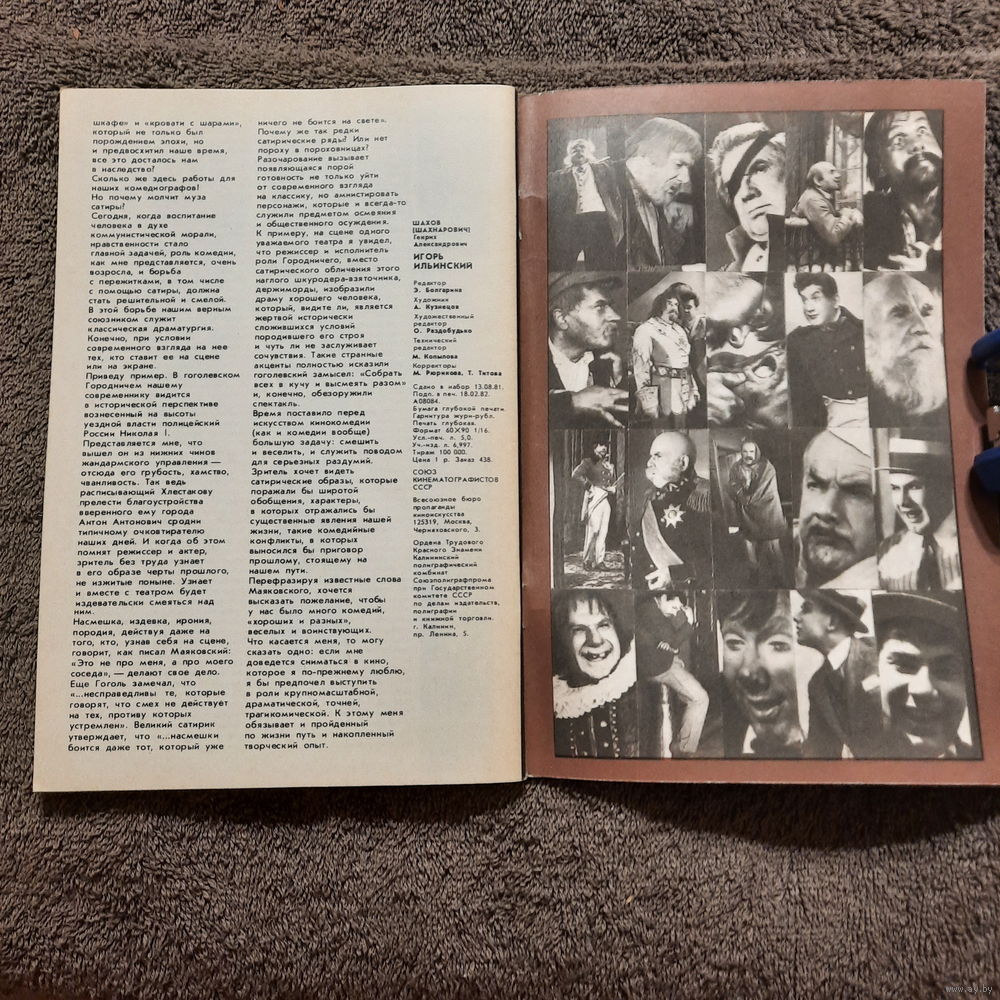 шкафе» и «кровати с шарами»,
который не только был
порождением эпохи, но
и предвосхитил наше время,
все это досталось нам
в наследство?
Сколько же здесь работы для
наших комедиографов!
Но почему молчит муза
сатиры?
Сегодня, когда воспитание
человека в духе
коммунистической морали,
нравственности стало
главной задачей, роль комедии,
как мне представляется, очень
возросла, и борьба
с пережитками, в том числе
с помощью сатиры, должна
стать решительной и смелой.
В этой борьбе нашим верным
союзником служит
классическая драматургия.
Конечно, при условии
современного взгляда на нее
тех, кто ставит ее на сцене
или на экране.
Приведу пример. В гоголевском
Городничем нашему
современнику видится
в исторической перспективе
вознесенный на высоты
уездной власти полицейский
России Николая I.
Представляется мне, что
вышел он из нижних чинов
жандармского управления —
отсюда его грубость, хамство,
чванливость. Так ведь
расписывающий Хлестакову
прелести благоустройства
вверенного ему города
Антон Антонович сродни
типичному очковтирателю
наших дней. И когда об этом
помнят режиссер и актер,
зритель без труда узнает
в его образе черты прошлого,
не изжитые поныне. Узнает
и вместе с театром будет
издевательски смеяться над
ним.
Насмешка, издевка, ирония,
пародия, действуя даже на
того, кто, узнав себя на сцене,
говорит, как писал Маяковский:
«Это не про меня, а про моего
соседа», — делают свое дело.
Еще Гоголь замечал, что
«...несправедливы те, которые
говорят, что смех не действует
на тех, противу которых
устремлен». Великий сатирик
утверждает, что «...насмешки
боится даже тот, который уже
ничего не боится на свете».
Почему же так редки
сатирические ряды? Или нет
пороху в пороховницах?
Разочарование вызывает
появляющаяся порой
готовность не только уйти
от современного взгляда
на классику, но амнистировать
персонажи, которые и всегда-то
служили предметом осмеяния
и общественного осуждения.
К примеру, на сцене одного
уважаемого театра я увидел,
что режиссер и исполнитель
роли Городничего, вместо
сатирического обличения этого
наглого шкуродера-взяточника,
держиморды, изобразили
драму хорошего человека,
который, видите ли, является
жертвой исторически
сложившихся условий
породившего его строя
и чуть ли не заслуживает
сочувствия. Такие странные
акценты полностью исказили
гоголевский замысел: «Собрать
всех в кучу и высмеять разом»
и, конечно, обезоружили
спектакль.
Время поставило перед
искусством кинокомедии
(как и комедии вообще)
большую задачу: смешить
и веселить, и служить поводом
для серьезных раздумий.
Зритель хочет видеть
сатирические образы, которые
поражали бы широтой
обобщения, характеры,
в которых отражались бы
существенные явления нашей
жизни, такие комедийные
конфликты, в которых
выносился бы приговор
прошлому, стоящему на
нашем пути.
Перефразируя известные слова
Маяковского, хочется
высказать пожелание, чтобы
у нас было много комедий,
«хороших и разных»,
веселых и воинствующих.
Что касается меня, то могу
сказать одно: если мне
доведется сниматься в кино,
которое я по-прежнему люблю,
я бы предпочел выступить
в роли крупномасштабной,
драматической, точней,
трагикомической. К этому меня
обязывает и пройденный
по жизни путь и накопленный
творческий опыт.
ШАХОВ
(ШАХНАРОВИЧ)
Генрих
Александрович
ИГОРЬ
ИЛЬИНСКИЙ
Редактор
Э. Болгарина
Художник
А. Кузнецов
Художественный
редактор
О. Раздобудько
Технический
редактор
М. Копылова
Корректоры
М. Рюрикова, Т. Титова
Сдано в набор 13.08.81.
Подп. в печ. 18.02.82.
А08084.
Бумага глубокой печати.
Гарнитура журн-рубл.
Печать глубокая.
Формат 60×90 1/16.
Усл.-печ. л. 5,0.
Уч.-изд. л. 6,997.
Тираж 100 000.
Цена 1 р. Заказ 438.
СОЮЗ
КИНЕМАТОГРАФИСТОВ
СССР
Всесоюзное бюро
пропаганды
киноискусства
125319, Москва,
Черняховского, 3.
Ордена Трудового
Красного Знамени
Калининский
полиграфический
комбинат
Союзполиграфпрома
при Государственном
комитете СССР
по делам издательств,
полиграфии
и книжной торговли.
г. Калинин,
пр. Ленина, 5.
www.ay.by